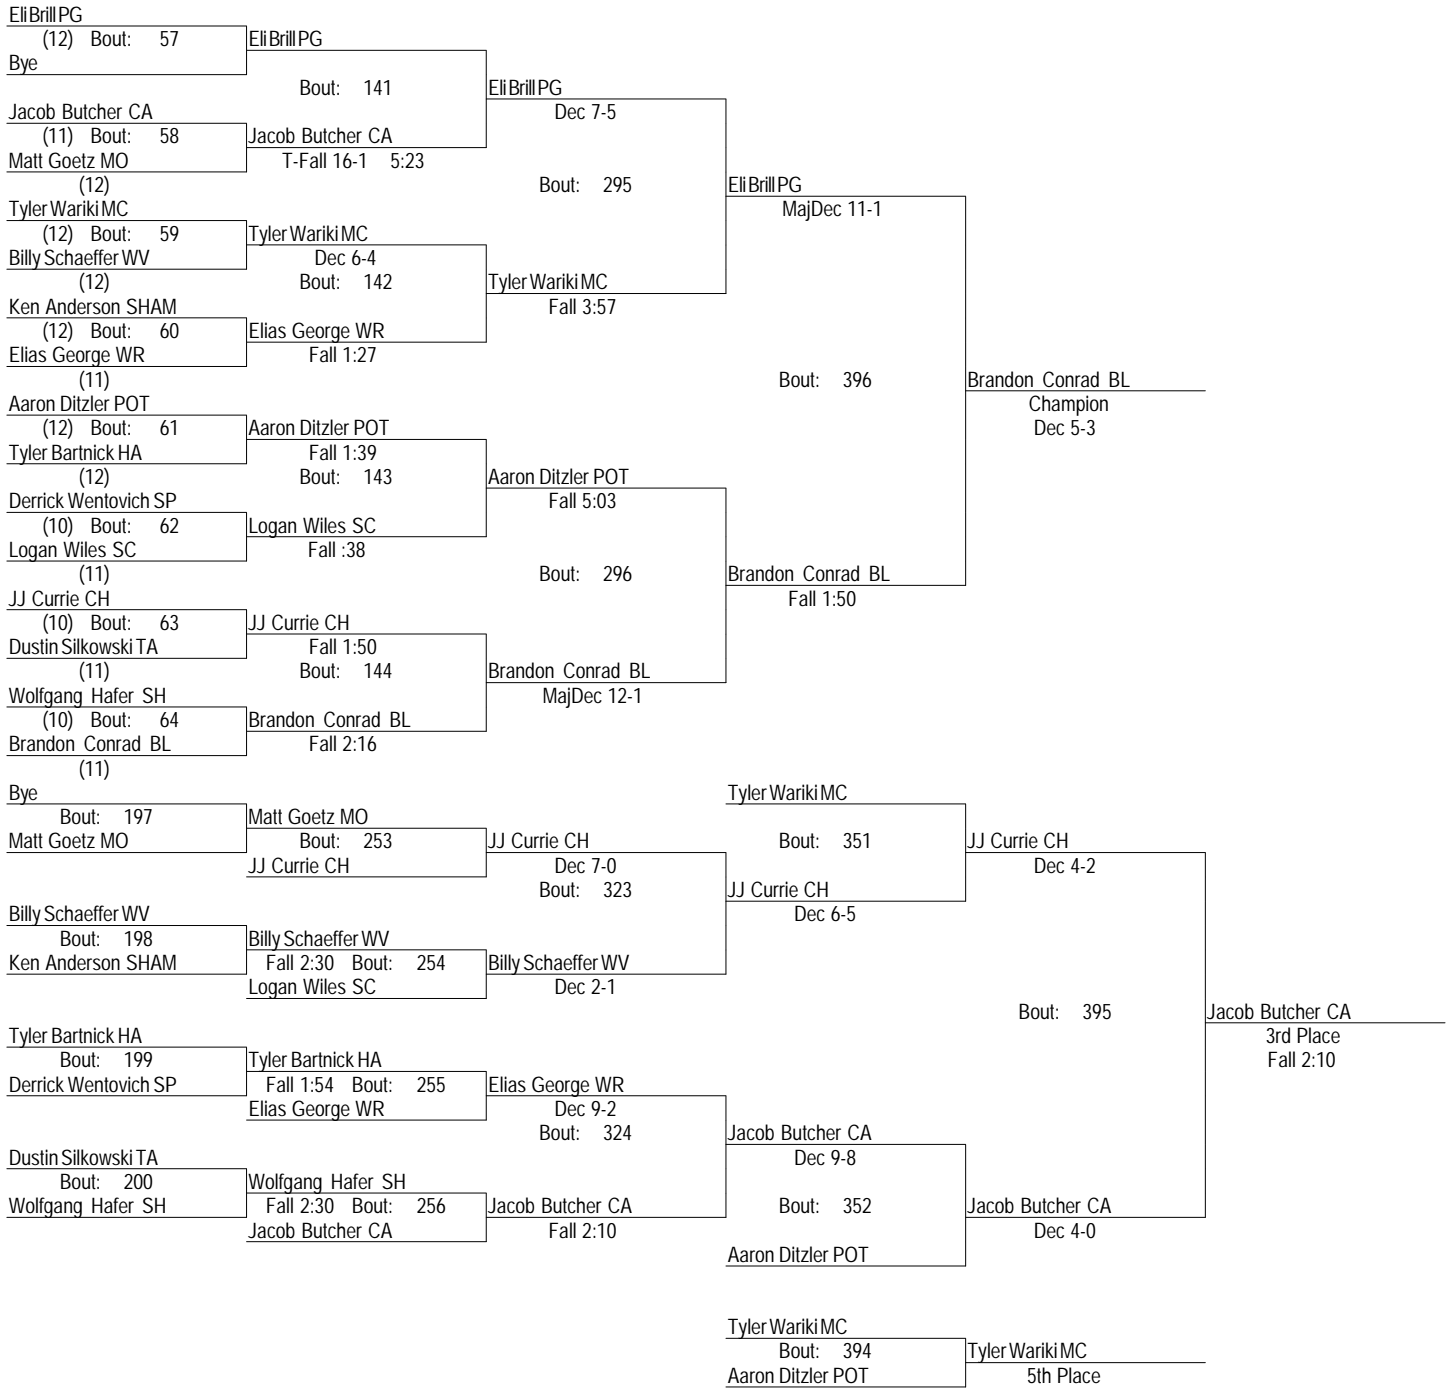 Eli Brill PG
(12) Bout: 57 Eli Brill PG
Bye
Bout: 141 Eli Brill PG
Jacob Butcher CA Dec 7-5
(11) Bout: 58 Jacob Butcher CA
Matt Goetz MO T-Fall 16-1 5:23
(12) Bout: 295 Eli Brill PG
Tyler Wariki MC MajDec 11-1
(12) Bout: 59 Tyler Wariki MC
Billy Schaeffer WV Dec 6-4
(12) Bout: 142 Tyler Wariki MC
Ken Anderson SHAM Fall 3:57
(12) Bout: 60 Elias George WR
Elias George WR Fall 1:27
(11) Bout: 396 Brandon Conrad BL
Aaron Ditzler POT Champion
(12) Bout: 61 Aaron Ditzler POT Dec 5-3
Tyler Bartnick HA Fall 1:39
(12) Bout: 143 Aaron Ditzler POT
Derrick Wentovich SP Fall 5:03
(10) Bout: 62 Logan Wiles SC
Logan Wiles SC Fall :38
(11) Bout: 296 Brandon Conrad BL
JJ Currie CH Fall 1:50
(10) Bout: 63 JJ Currie CH
Dustin Silkowski TA Fall 1:50
(11) Bout: 144 Brandon Conrad BL
Wolfgang Hafer SH MajDec 12-1
(10) Bout: 64 Brandon Conrad BL
Brandon Conrad BL Fall 2:16
(11)
Bye Tyler Wariki MC
Bout: 197 Matt Goetz MO
Matt Goetz MO Bout: 253 JJ Currie CH Bout: 351 JJ Currie CH
JJ Currie CH Dec 7-0 Dec 4-2
Bout: 323 JJ Currie CH
Billy Schaeffer WV Dec 6-5
Bout: 198 Billy Schaeffer WV
Ken Anderson SHAM Fall 2:30 Bout: 254 Billy Schaeffer WV
Logan Wiles SC Dec 2-1
Bout: 395 Jacob Butcher CA
Tyler Bartnick HA 3rd Place
Bout: 199 Tyler Bartnick HA Fall 2:10
Derrick Wentovich SP Fall 1:54 Bout: 255 Elias George WR
Elias George WR Dec 9-2
Bout: 324 Jacob Butcher CA
Dustin Silkowski TA Dec 9-8
Bout: 200 Wolfgang Hafer SH
Wolfgang Hafer SH Fall 2:30 Bout: 256 Jacob Butcher CA Bout: 352 Jacob Butcher CA
Jacob Butcher CA Fall 2:10 Dec 4-0
Aaron Ditzler POT
Tyler Wariki MC
Bout: 394 Tyler Wariki MC
Aaron Ditzler POT 5th Place